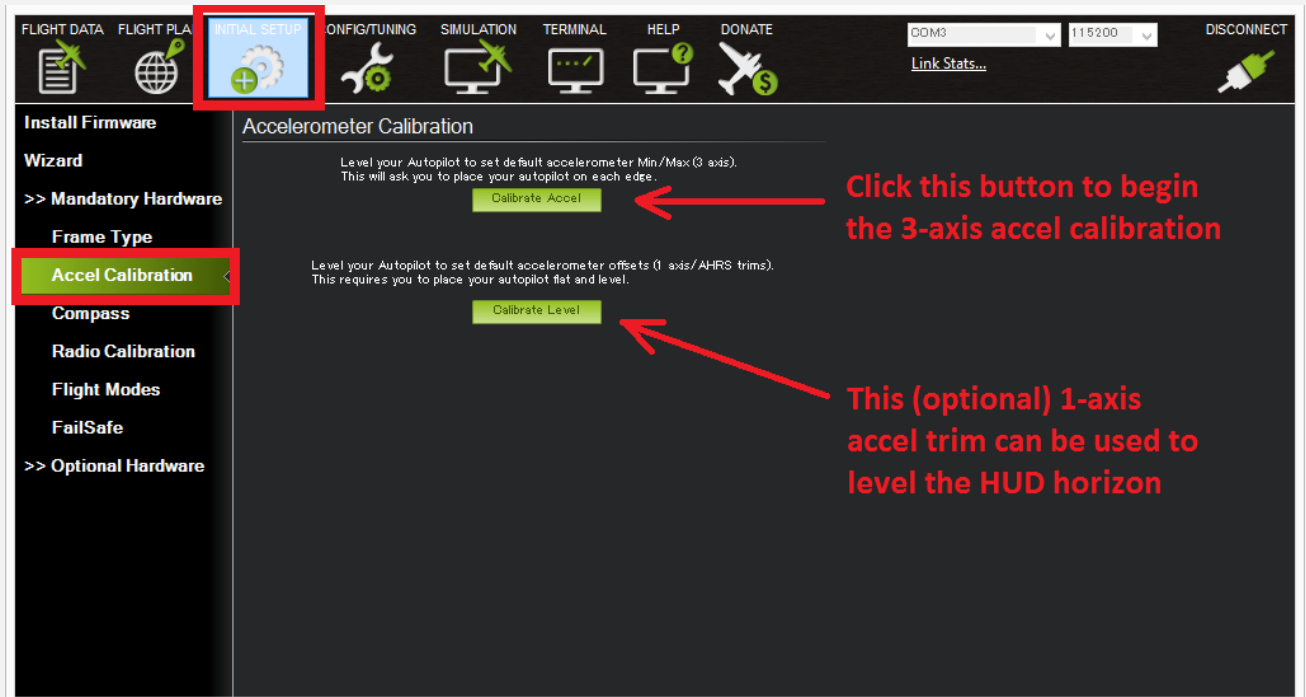 FLIGHT DATA FLIGHT PLA INITIAL SETUP CONFIG/TUNING SIMULATION TERMINAL HELP DONATE COM3 115200 DISCONNECT
Link Stats...
Install Firmware
Wizard
>> Mandatory Hardware
Frame Type
Accel Calibration
Compass
Radio Calibration
Flight Modes
FailSafe
>> Optional Hardware
Accelerometer Calibration
Level your Autopilot to set default accelerometer Min/Max (3 axis).
This will ask you to place your autopilot on each edge.
Calibrate Accel
Click this button to begin
the 3-axis accel calibration
Level your Autopilot to set default accelerometer offsets (1 axis/AHRS trims).
This requires you to place your autopilot flat and level.
Calibrate Level
This (optional) 1-axis
accel trim can be used to
level the HUD horizon